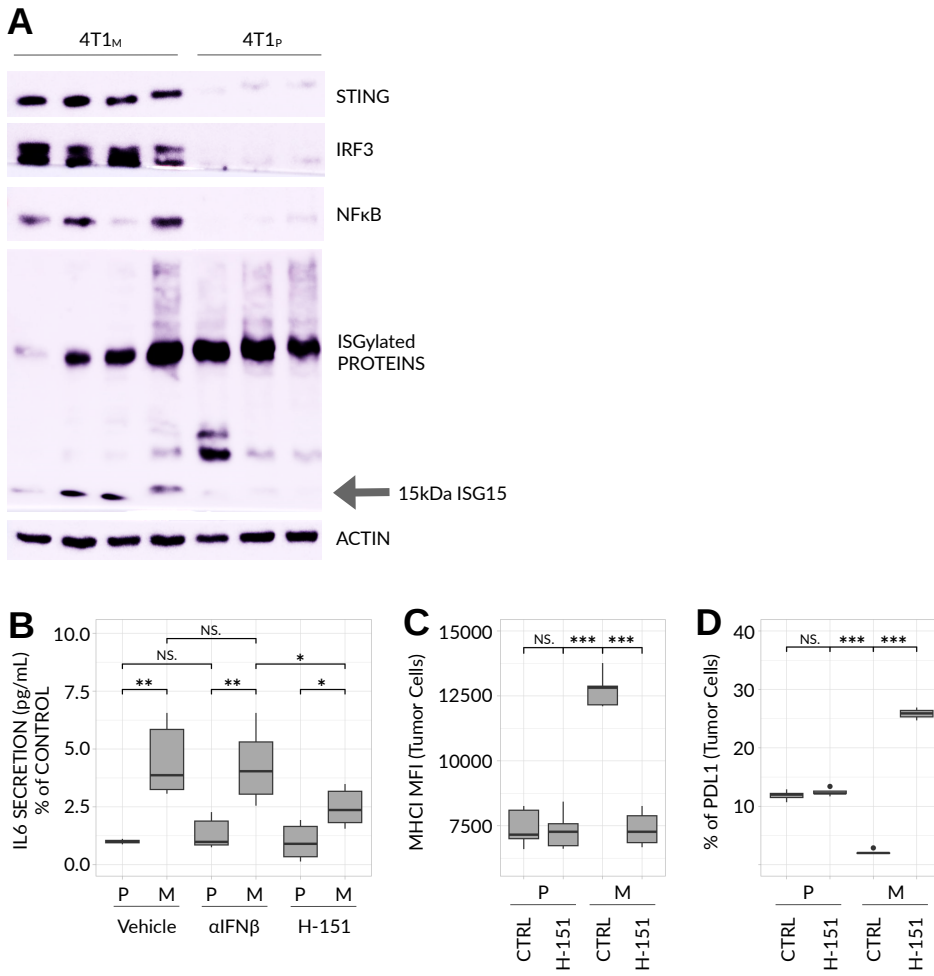 A
4T1M
4T1P
STING
IRF3
NFκB
ISGylated
PROTEINS
15kDa ISG15
ACTIN
B
IL6 SECRETION (pg/mL)
% of CONTROL
10.0
7.5
5.0
2.5
0.0
NS.
NS.
*
**
**
*
P
M
P
M
P
M
Vehicle
αIFNβ
H-151
C
MHCI MFI (Tumor Cells)
15000
12500
10000
7500
NS.
***
***
P
M
CTRL
H-151
CTRL
H-151
D
% of PDL1 (Tumor Cells)
40
30
20
10
NS.
***
***
P
M
CTRL
H-151
CTRL
H-151